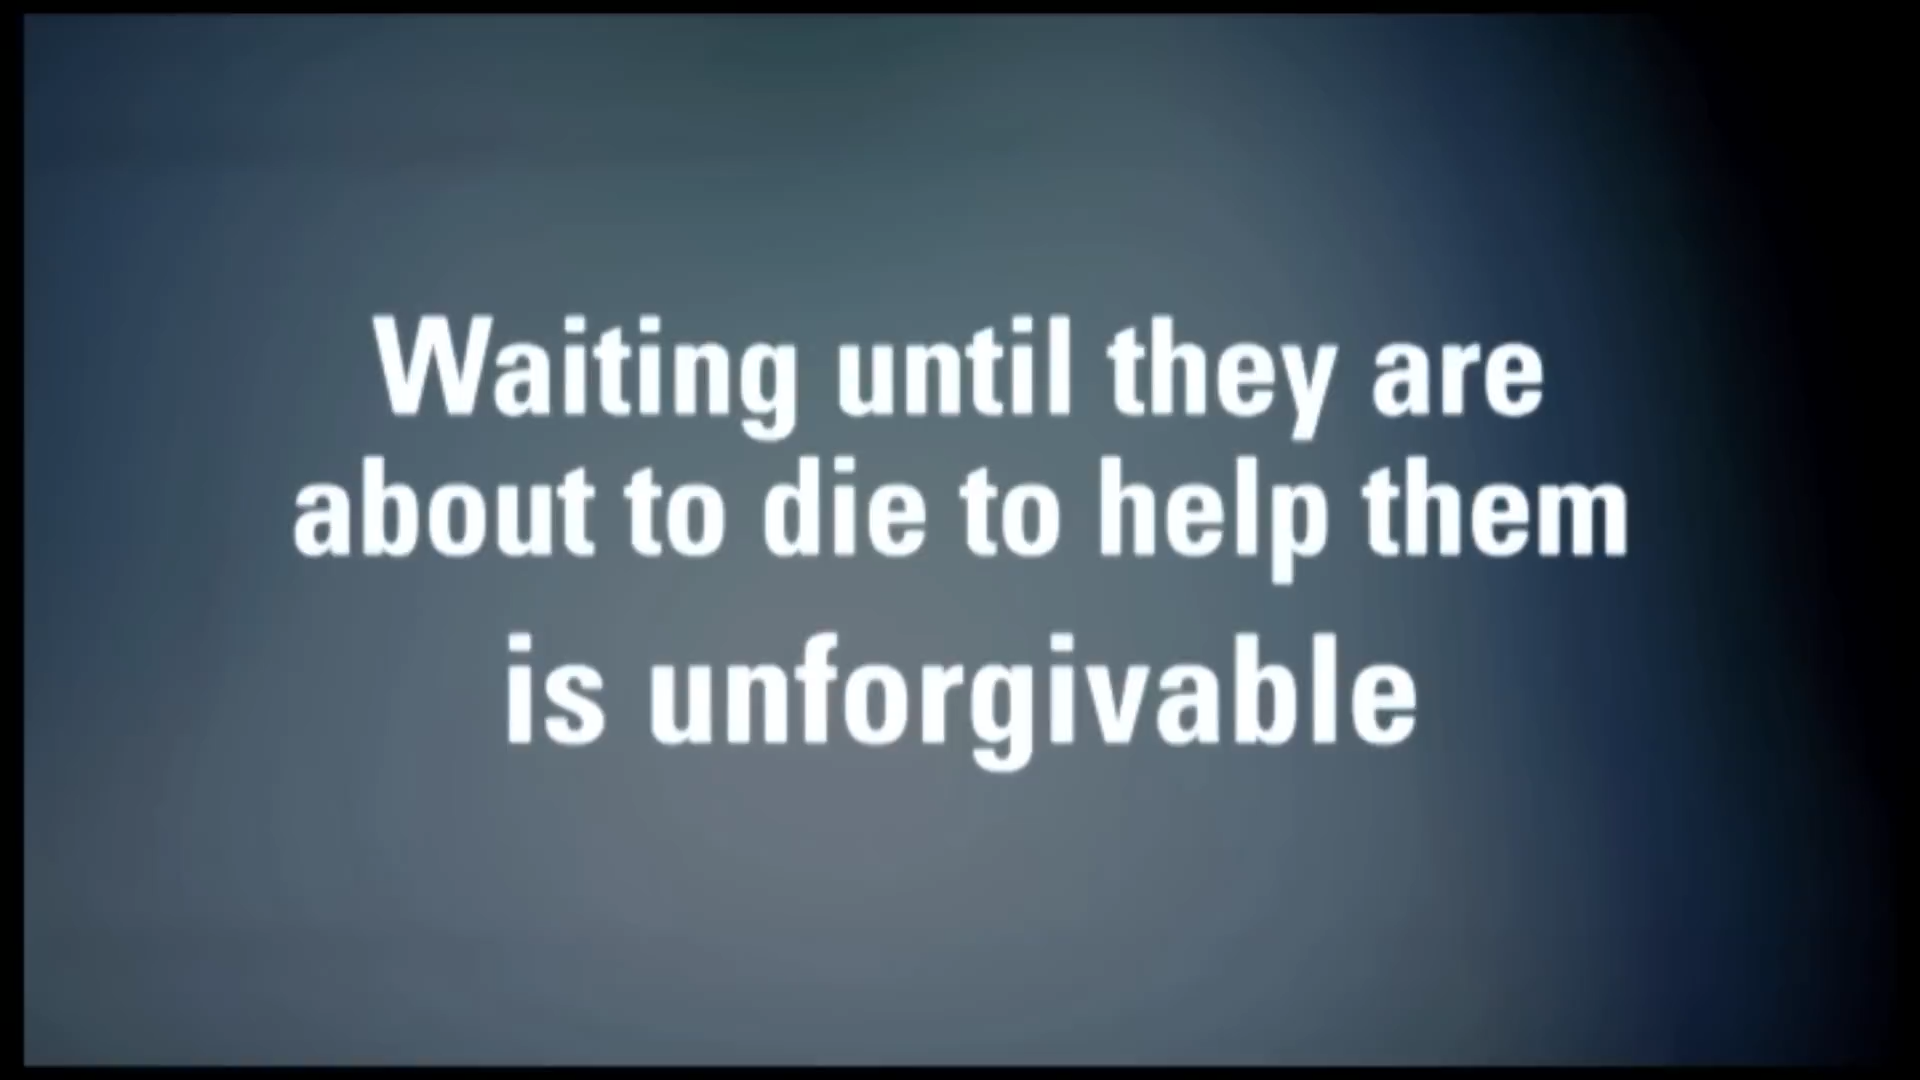 Waiting until they are
about to die to help them
is unforgivable